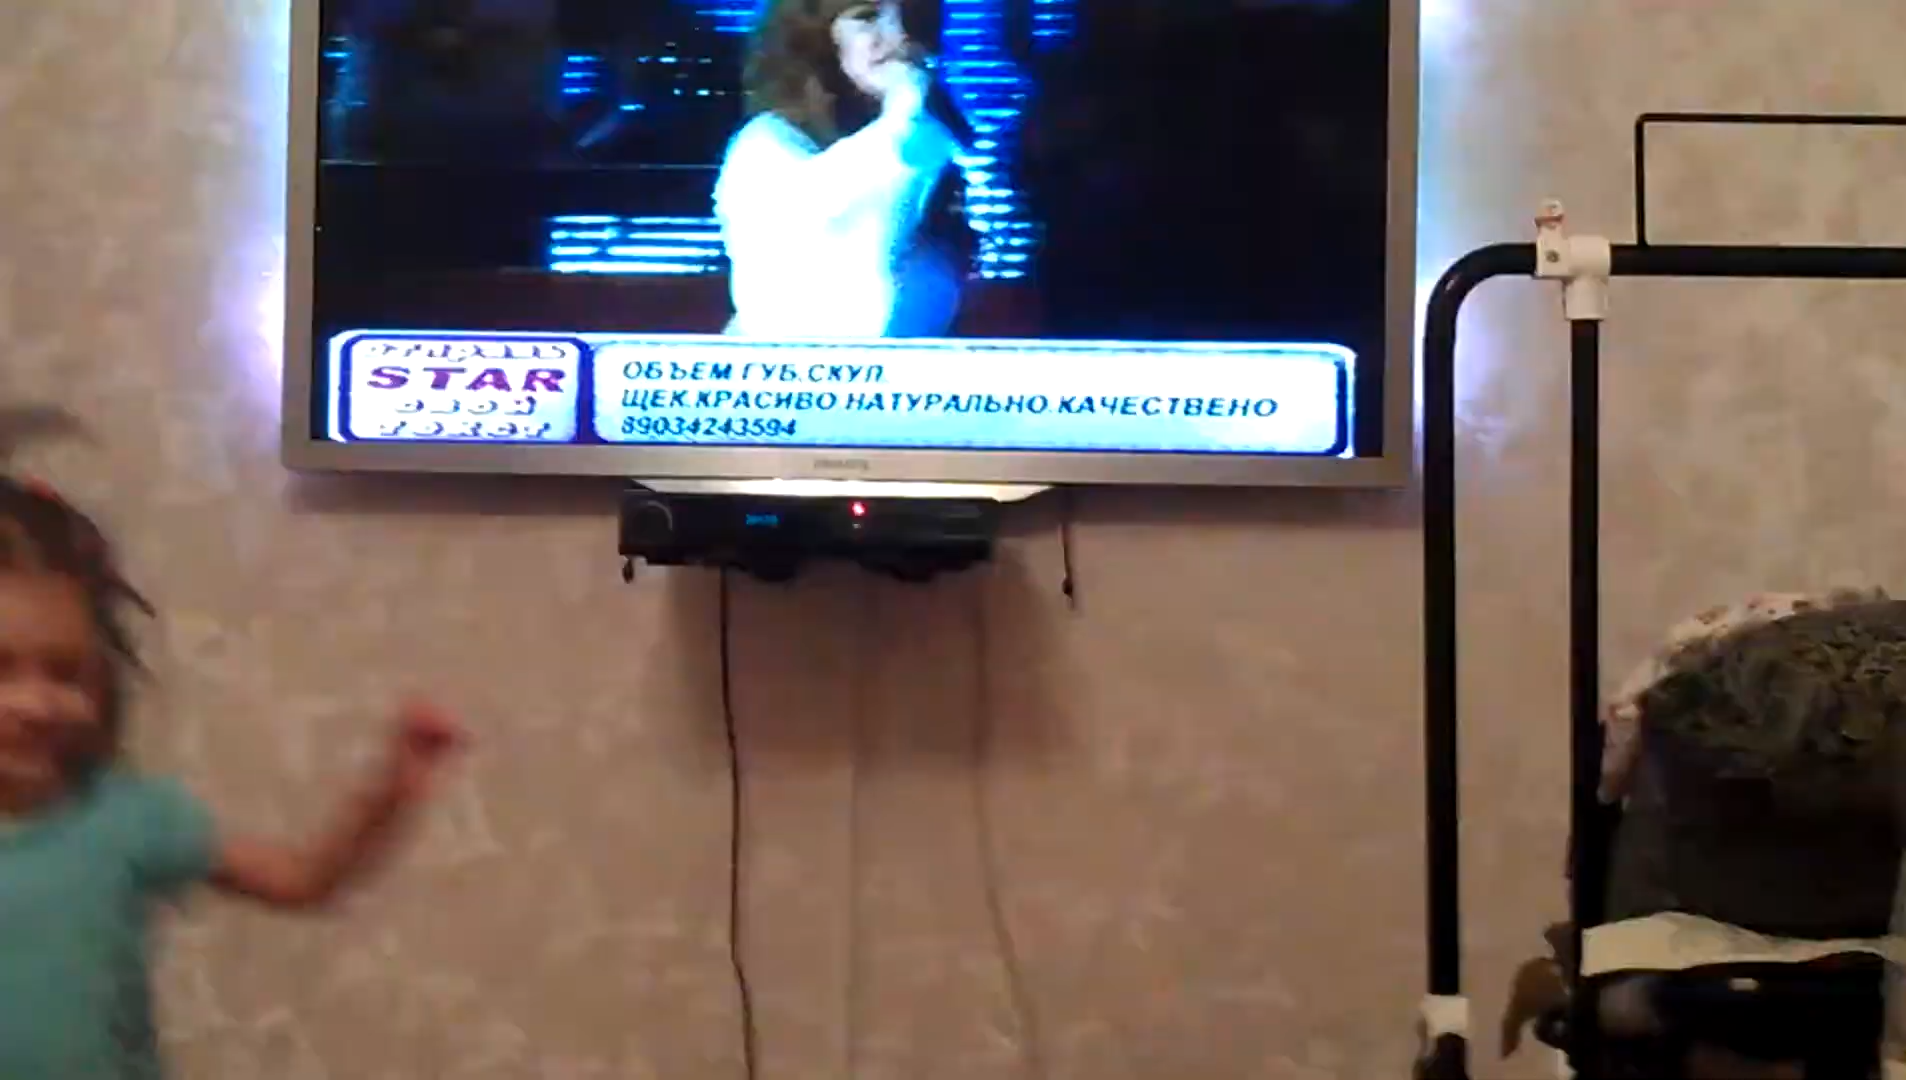 STAR
ОБЪЕМ ГУБ.СКУЛ.
ЩЕК.КРАСИВО.НАТУРАЛЬНО.КАЧЕСТВЕНО
89034243594